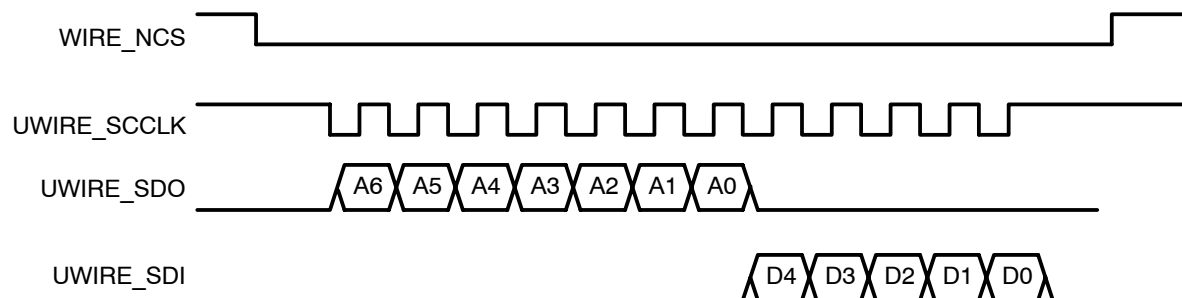 WIRE_NCS
UWIRE_SCCLK
UWIRE_SDO A6 A5 A4 A3 A2 A1 A0
UWIRE_SDI D4 D3 D2 D1 D0